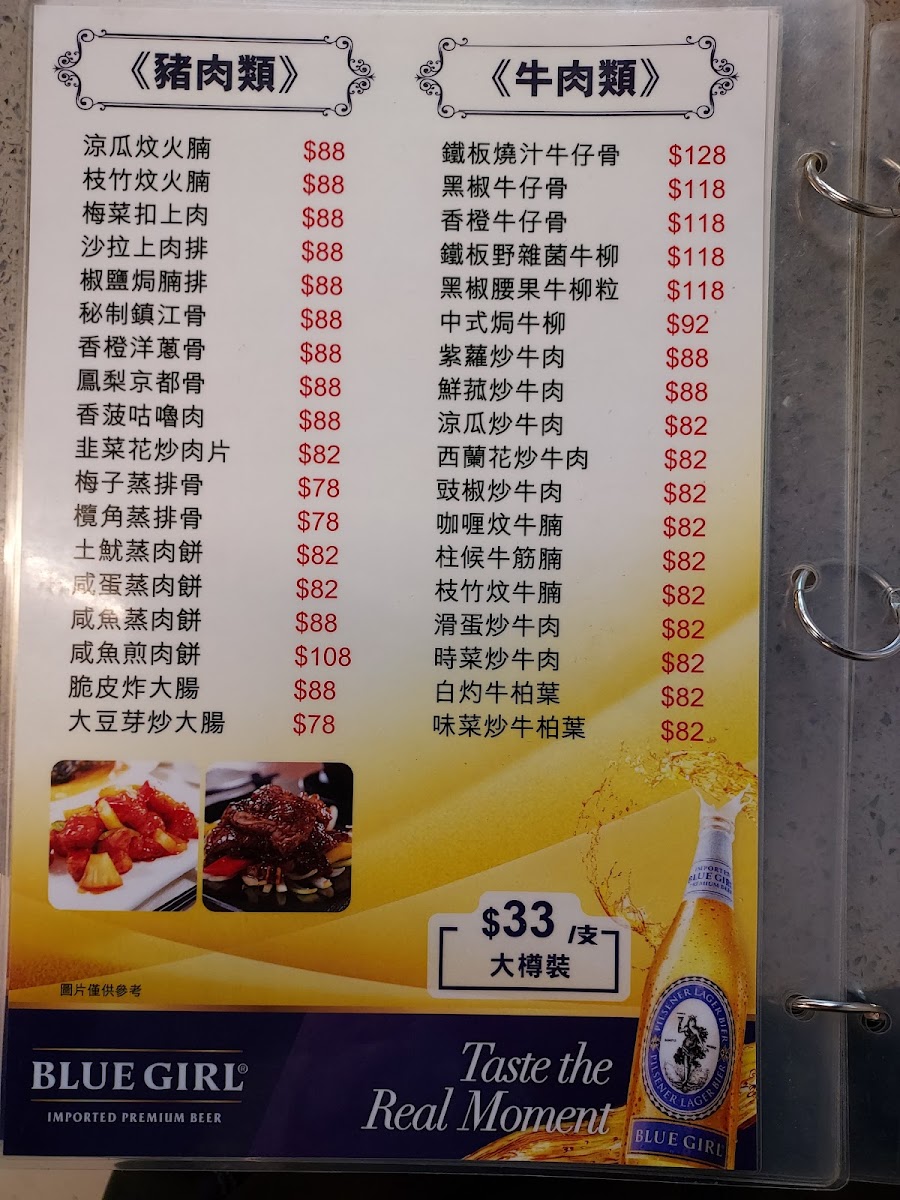 《豬肉類》
涼瓜炆火腩 $88
枝竹炆火腩 $88
梅菜扣上肉 $88
沙拉上肉排 $88
椒鹽焗腩排 $88
秘制鎮江骨 $88
香橙洋蔥骨 $88
鳳梨京都骨 $88
香菠咕嚕肉 $88
韭菜花炒肉片 $82
梅子蒸排骨 $78
欖角蒸排骨 $78
土魷蒸肉餅 $82
咸蛋蒸肉餅 $82
咸魚蒸肉餅 $88
咸魚煎肉餅 $108
脆皮炸大腸 $88
大豆芽炒大腸 $78
《牛肉類》
鐵板燒汁牛仔骨 $128
黑椒牛仔骨 $118
香橙牛仔骨 $118
鐵板野雜菌牛柳 $118
黑椒腰果牛柳粒 $118
中式焗牛柳 $92
紫蘿炒牛肉 $88
鮮菰炒牛肉 $88
涼瓜炒牛肉 $82
西蘭花炒牛肉 $82
豉椒炒牛肉 $82
咖喱炆牛腩 $82
柱候牛筋腩 $82
枝竹炆牛腩 $82
滑蛋炒牛肉 $82
時菜炒牛肉 $82
白灼牛柏葉 $82
味菜炒牛柏葉 $82
圖片僅供參考
$33/支
大樽裝
BLUE GIRL®
IMPORTED PREMIUM BEER
Taste the
Real Moment
IMPORTED
BLUE GIRL
PREMIUM BEER
PILSENER LAGER BIER
PILSENER LAGER BIER
BLUE GIRL